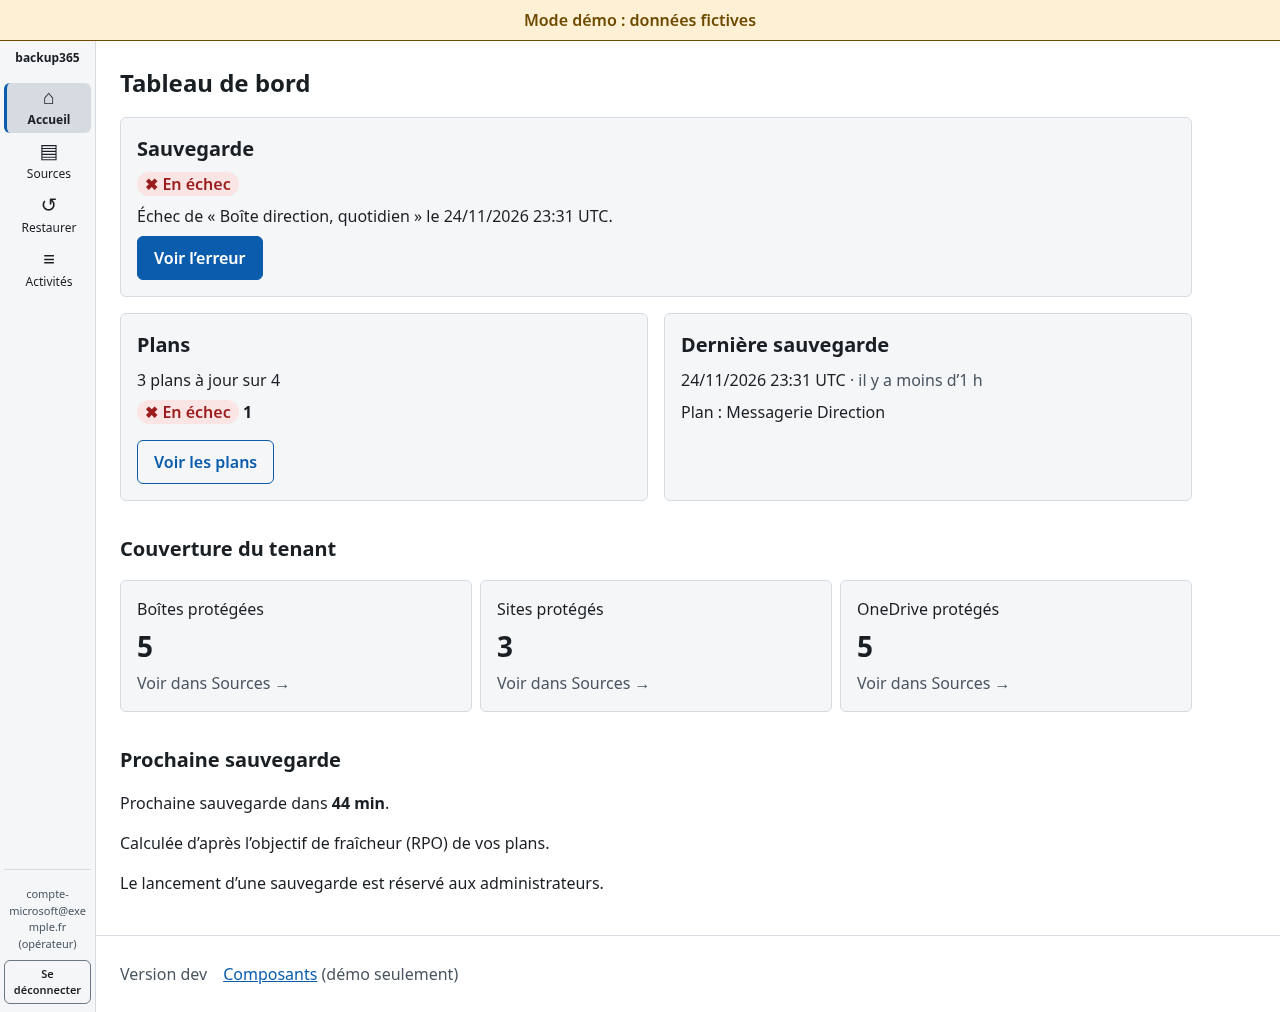 Mode démo : données fictives
backup365
Accueil
Sources
Restaurer
Activités
compte-
microsoft@exe
mple.fr
(opérateur)
Se
déconnecter
Tableau de bord
Sauvegarde
✖ En échec
Échec de « Boîte direction, quotidien » le 24/11/2026 23:31 UTC.
Voir l’erreur
Plans
3 plans à jour sur 4
✖ En échec 1
Voir les plans
Dernière sauvegarde
24/11/2026 23:31 UTC · il y a moins d’1 h
Plan : Messagerie Direction
Couverture du tenant
Boîtes protégées
5
Voir dans Sources →
Sites protégés
3
Voir dans Sources →
OneDrive protégés
5
Voir dans Sources →
Prochaine sauvegarde
Prochaine sauvegarde dans 44 min.
Calculée d’après l’objectif de fraîcheur (RPO) de vos plans.
Le lancement d’une sauvegarde est réservé aux administrateurs.
Version dev Composants (démo seulement)